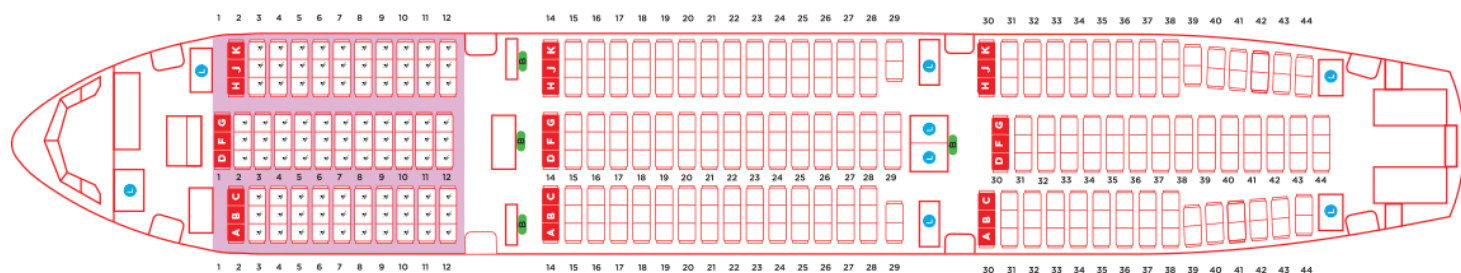 1 2 3 4 5 6 7 8 9 10 11 12 14 15 16 17 18 19 20 21 22 23 24 25 26 27 28 29 30 31 32 33 34 35 36 37 38 39 40 41 42 43 44
K K K
J J J
H H H
L B L L
G G G
F F F
D D D
B L L B
1 2 3 4 5 6 7 8 9 10 11 12 14 15 16 17 18 19 20 21 22 23 24 25 26 27 28 29 30 31 32 33 34 35 36 37 38 39 40 41 42 43 44
C C C
B B B
A A A
L B L L
1 2 3 4 5 6 7 8 9 10 11 12 14 15 16 17 18 19 20 21 22 23 24 25 26 27 28 29 30 31 32 33 34 35 36 37 38 39 40 41 42 43 44